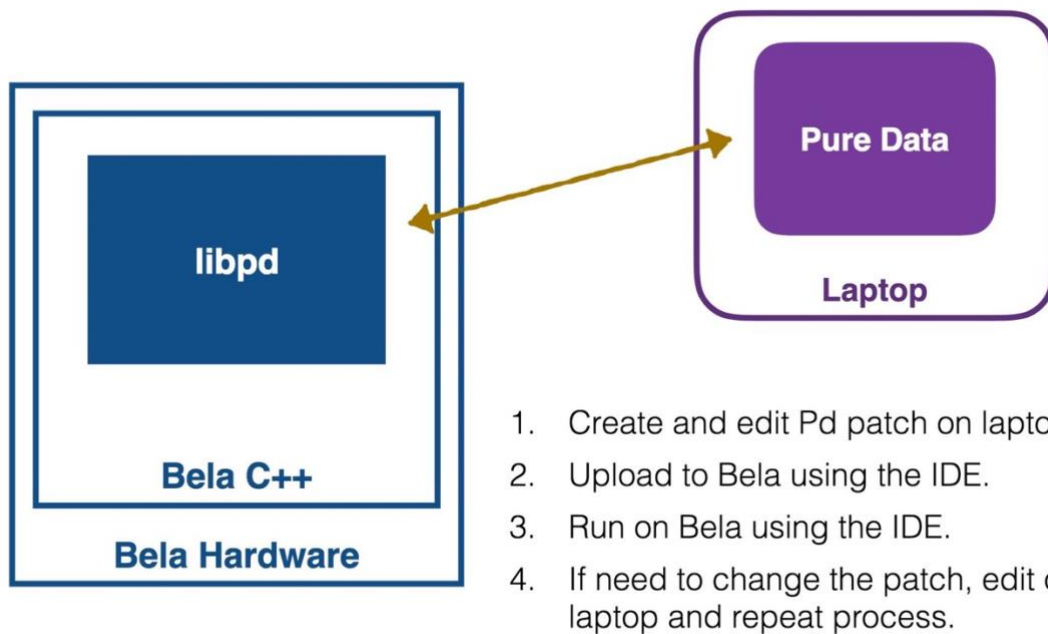 Pure Data
libpd
Laptop
1. Create and edit Pd patch on
2. Upload to Bela using the IDE.
Bela C++
3. Run on Bela using the IDE.
Bela Hardware
4. If need to change the patch, edit
laptop and repeat process.